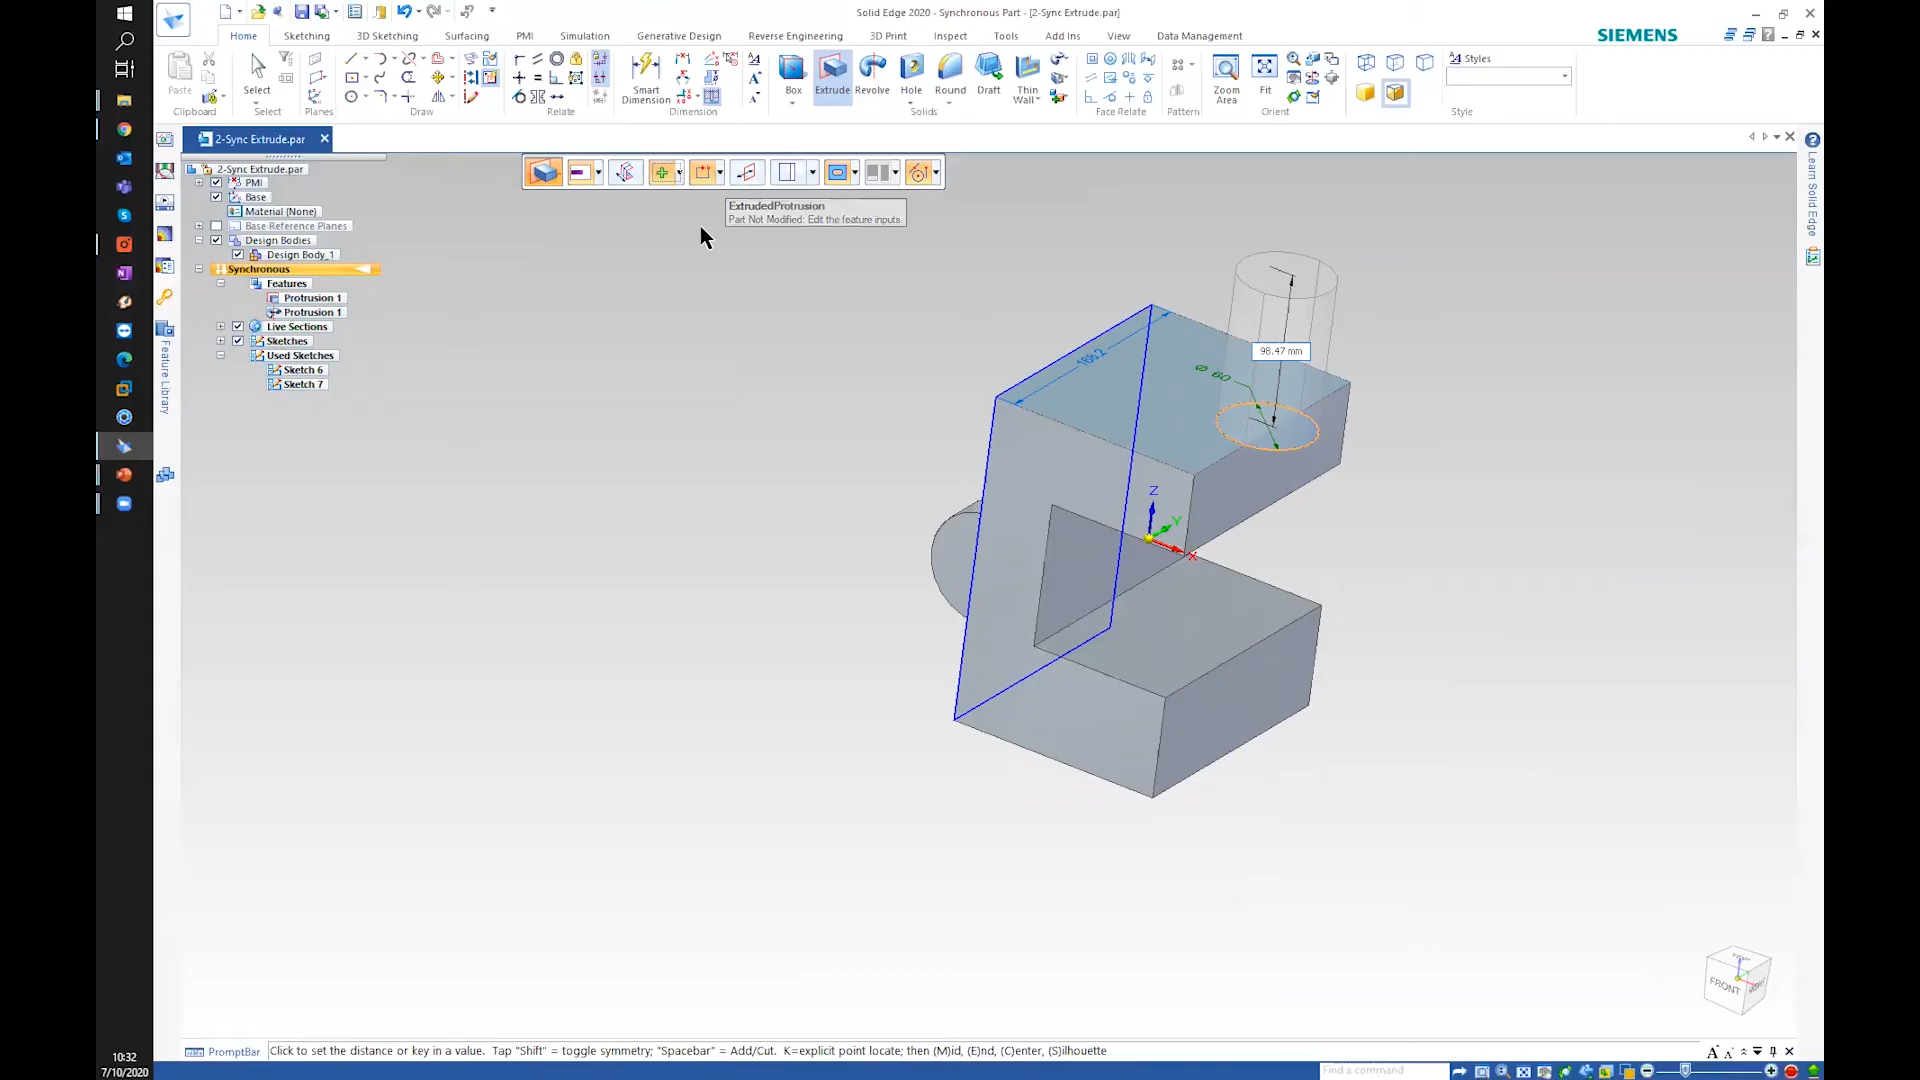 Solid Edge 2020 - Synchronous Part - [2-Sync Extrude.par]
Home
Sketching
3D Sketching
Surfacing
PMI
Simulation
Generative Design
Reverse Engineering
3D Print
Inspect
Tools
Add Ins
View
Data Management
SIEMENS
Paste
Clipboard
Select
Select
Planes
Draw
Relate
Smart
Dimension
Dimension
Box
Extrude
Revolve
Hole
Round
Draft
Thin
Wall
Solids
Face Relate
Pattern
Zoom
Area
Fit
Orient
Styles
Style
2-Sync Extrude.par
2-Sync Extrude.par
PMI
Base
Material (None)
Base Reference Planes
Design Bodies
Design Body_1
Synchronous
Features
Protrusion 1
Protrusion 1
Live Sections
Sketches
Used Sketches
Sketch 6
Sketch 7
Feature Library
Learn Solid Edge
ExtrudedProtrusion
Part Not Modified: Edit the feature inputs.
168.2
98.47 mm
Ø 60
Z
Y
X
FRONT
PromptBar
Click to set the distance or key in a value. Tap "Shift" = toggle symmetry; "Spacebar" = Add/Cut. K=explicit point locate; then (M)id, (E)nd, (C)enter, (S)ilhouette
Find a command
10:32
7/10/2020